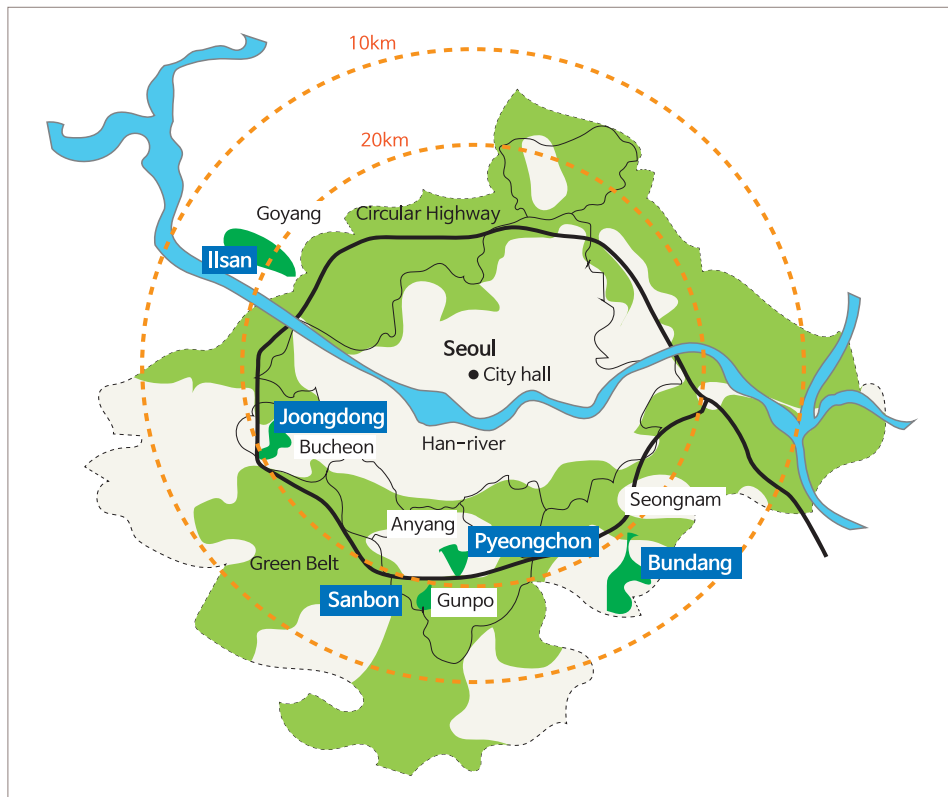 10km
20km
Goyang
Circular Highway
Ilsan
Seoul
City hall
Joongdong
Bucheon
Han-river
Seongnam
Anyang
Pyeongchon
Green Belt
Bundang
Sanbon
Gunpo